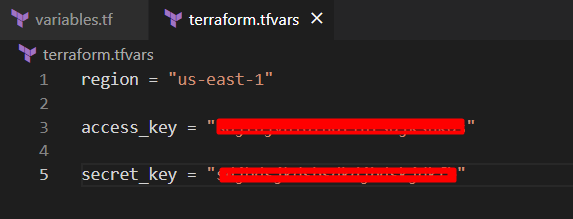 variables.tf
terraform.tfvars
terraform.tfvars
1 region = "us-east-1"
2
3 access_key = ""
4
5 secret_key = ""